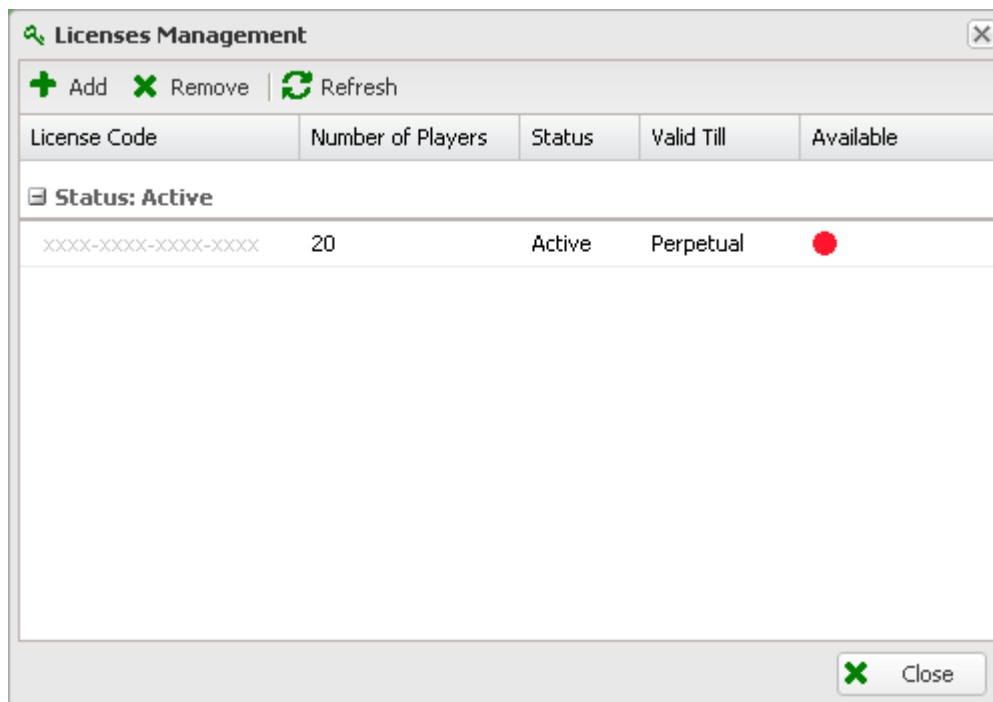 Licenses Management
Add Remove Refresh
License Code Number of Players Status Valid Till Available
Status: Active
xxxx-xxxx-xxxx-xxxx 20 Active Perpetual
Close